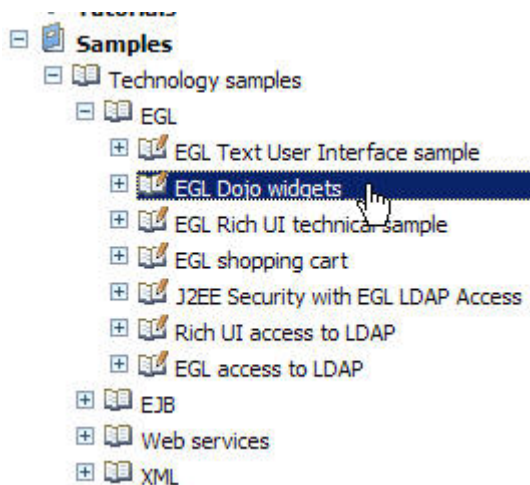 Tutorials
Samples
Technology samples
EGL
EGL Text User Interface sample
EGL Dojo widgets
EGL Rich UI technical sample
EGL shopping cart
J2EE Security with EGL LDAP Access
Rich UI access to LDAP
EGL access to LDAP
EJB
Web services
XML